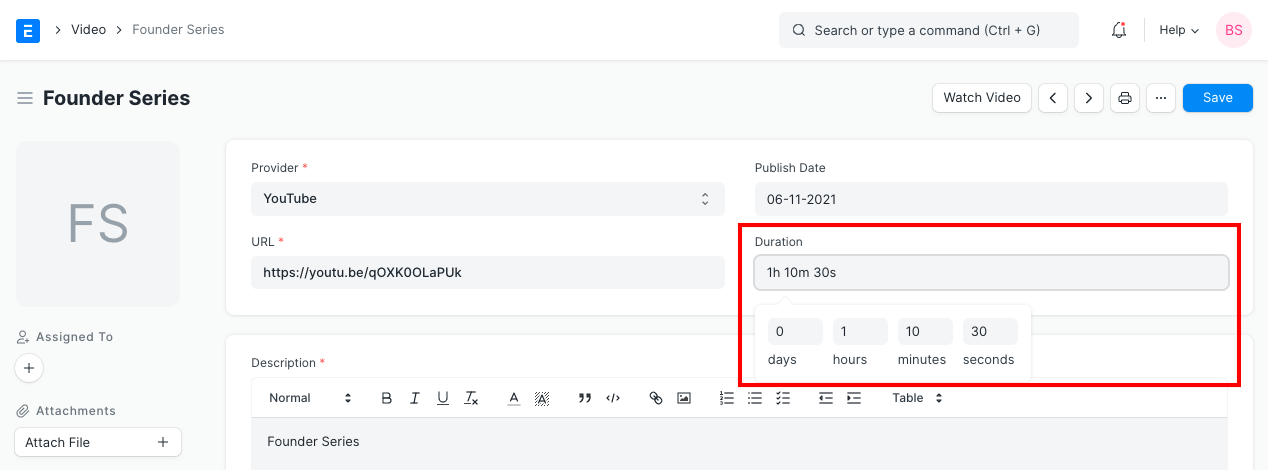 E Video Founder Series Search or type a command (Ctrl + G) Help BS
Founder Series Watch Video ... Save
FS
Provider * Publish Date
YouTube 06-11-2021
URL * Duration
https://youtu.be/qOXK0OLaPUk 1h 10m 30s
0 1 10 30
days hours minutes seconds
Assigned To
+
Attachments
Attach File +
Description *
Normal B I U Tx A A Table
Founder Series